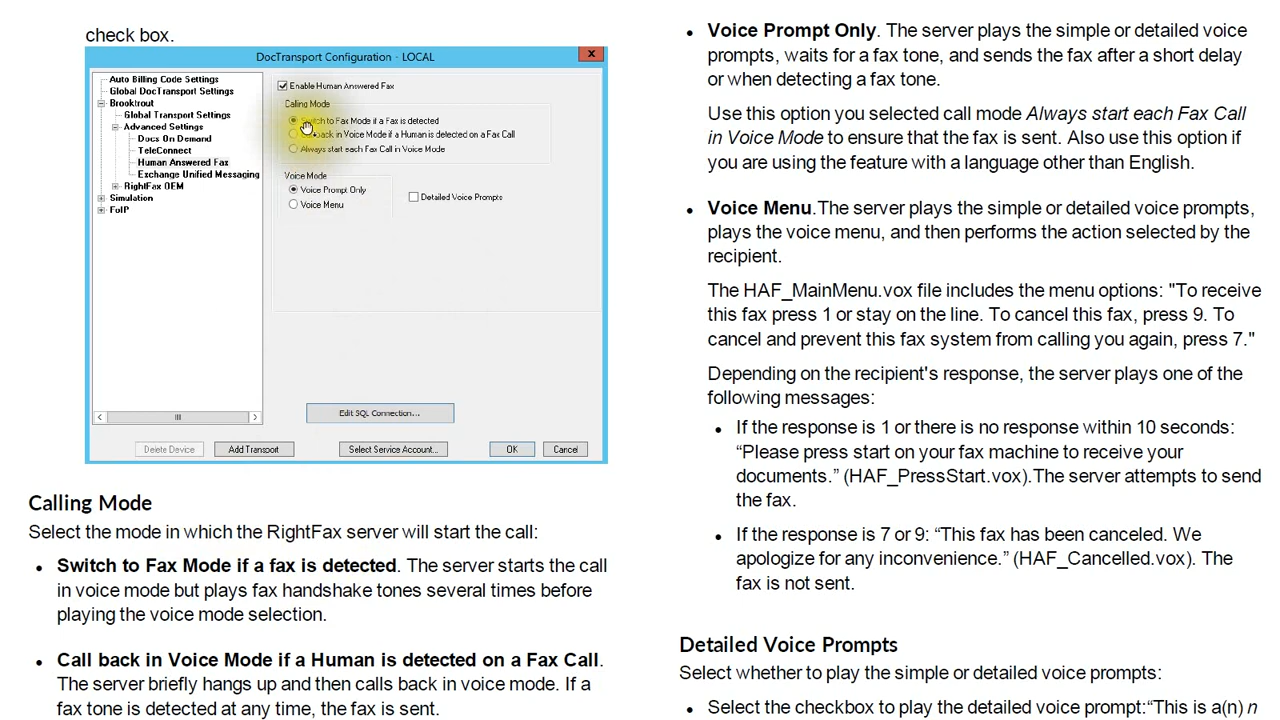 check box.
DocTransport Configuration - LOCAL
x
Auto Billing Code Settings
Global DocTransport Settings
Brooktrout
Global Transport Settings
Advanced Settings
Docs On Demand
TeleConnect
Human Answered Fax
Exchange Unified Messaging
RightFax OEM
Simulation
FoIP
Enable Human Answered Fax
Calling Mode
Switch to Fax Mode if a Fax is detected
back in Voice Mode if a Human is detected on a Fax Call
Always start each Fax Call in Voice Mode
Voice Mode
Voice Prompt Only
Voice Menu
Detailed Voice Prompts
Edit SQL Connection...
Delete Device
Add Transport
Select Service Account...
OK
Cancel
Calling Mode
Select the mode in which the RightFax server will start the call:
• Switch to Fax Mode if a fax is detected. The server starts the call
in voice mode but plays fax handshake tones several times before
playing the voice mode selection.
• Call back in Voice Mode if a Human is detected on a Fax Call.
The server briefly hangs up and then calls back in voice mode. If a
fax tone is detected at any time, the fax is sent.
• Voice Prompt Only. The server plays the simple or detailed voice
prompts, waits for a fax tone, and sends the fax after a short delay
or when detecting a fax tone.
Use this option you selected call mode Always start each Fax Call
in Voice Mode to ensure that the fax is sent. Also use this option if
you are using the feature with a language other than English.
• Voice Menu.The server plays the simple or detailed voice prompts,
plays the voice menu, and then performs the action selected by the
recipient.
The HAF_MainMenu.vox file includes the menu options: "To receive
this fax press 1 or stay on the line. To cancel this fax, press 9. To
cancel and prevent this fax system from calling you again, press 7."
Depending on the recipient's response, the server plays one of the
following messages:
• If the response is 1 or there is no response within 10 seconds:
“Please press start on your fax machine to receive your
documents.” (HAF_PressStart.vox).The server attempts to send
the fax.
• If the response is 7 or 9: “This fax has been canceled. We
apologize for any inconvenience.” (HAF_Cancelled.vox). The
fax is not sent.
Detailed Voice Prompts
Select whether to play the simple or detailed voice prompts:
• Select the checkbox to play the detailed voice prompt:“This is a(n) n